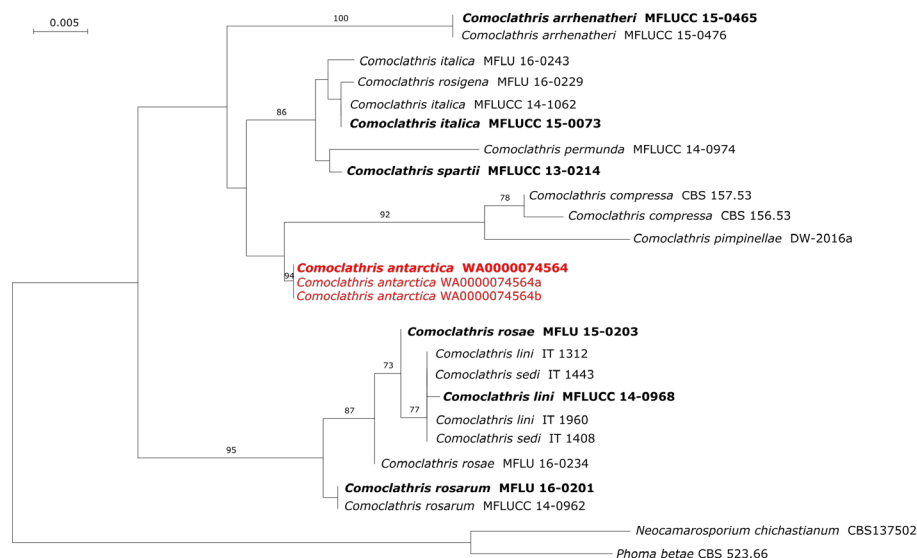 0.005
100
Comoclathris arrhenatheri MFLUCC 15-0465
Comoclathris arrhenatheri MFLUCC 15-0476
Comoclathris italica MFLU 16-0243
Comoclathris rosigena MFLU 16-0229
Comoclathris italica MFLUCC 14-1062
86
Comoclathris italica MFLUCC 15-0073
Comoclathris permunda MFLUCC 14-0974
Comoclathris spartii MFLUCC 13-0214
78
Comoclathris compressa CBS 157.53
92
Comoclathris compressa CBS 156.53
Comoclathris pimpinellae DW-2016a
Comoclathris antarctica WA0000074564
94
Comoclathris antarctica WA0000074564a
Comoclathris antarctica WA0000074564b
Comoclathris rosae MFLU 15-0203
Comoclathris lini IT 1312
73
Comoclathris sedi IT 1443
Comoclathris lini MFLUCC 14-0968
87
77
Comoclathris lini IT 1960
Comoclathris sedi IT 1408
95
Comoclathris rosae MFLU 16-0234
Comoclathris rosarum MFLU 16-0201
Comoclathris rosarum MFLUCC 14-0962
Neocamarosporium chichastianum CBS137502
Phoma betae CBS 523.66